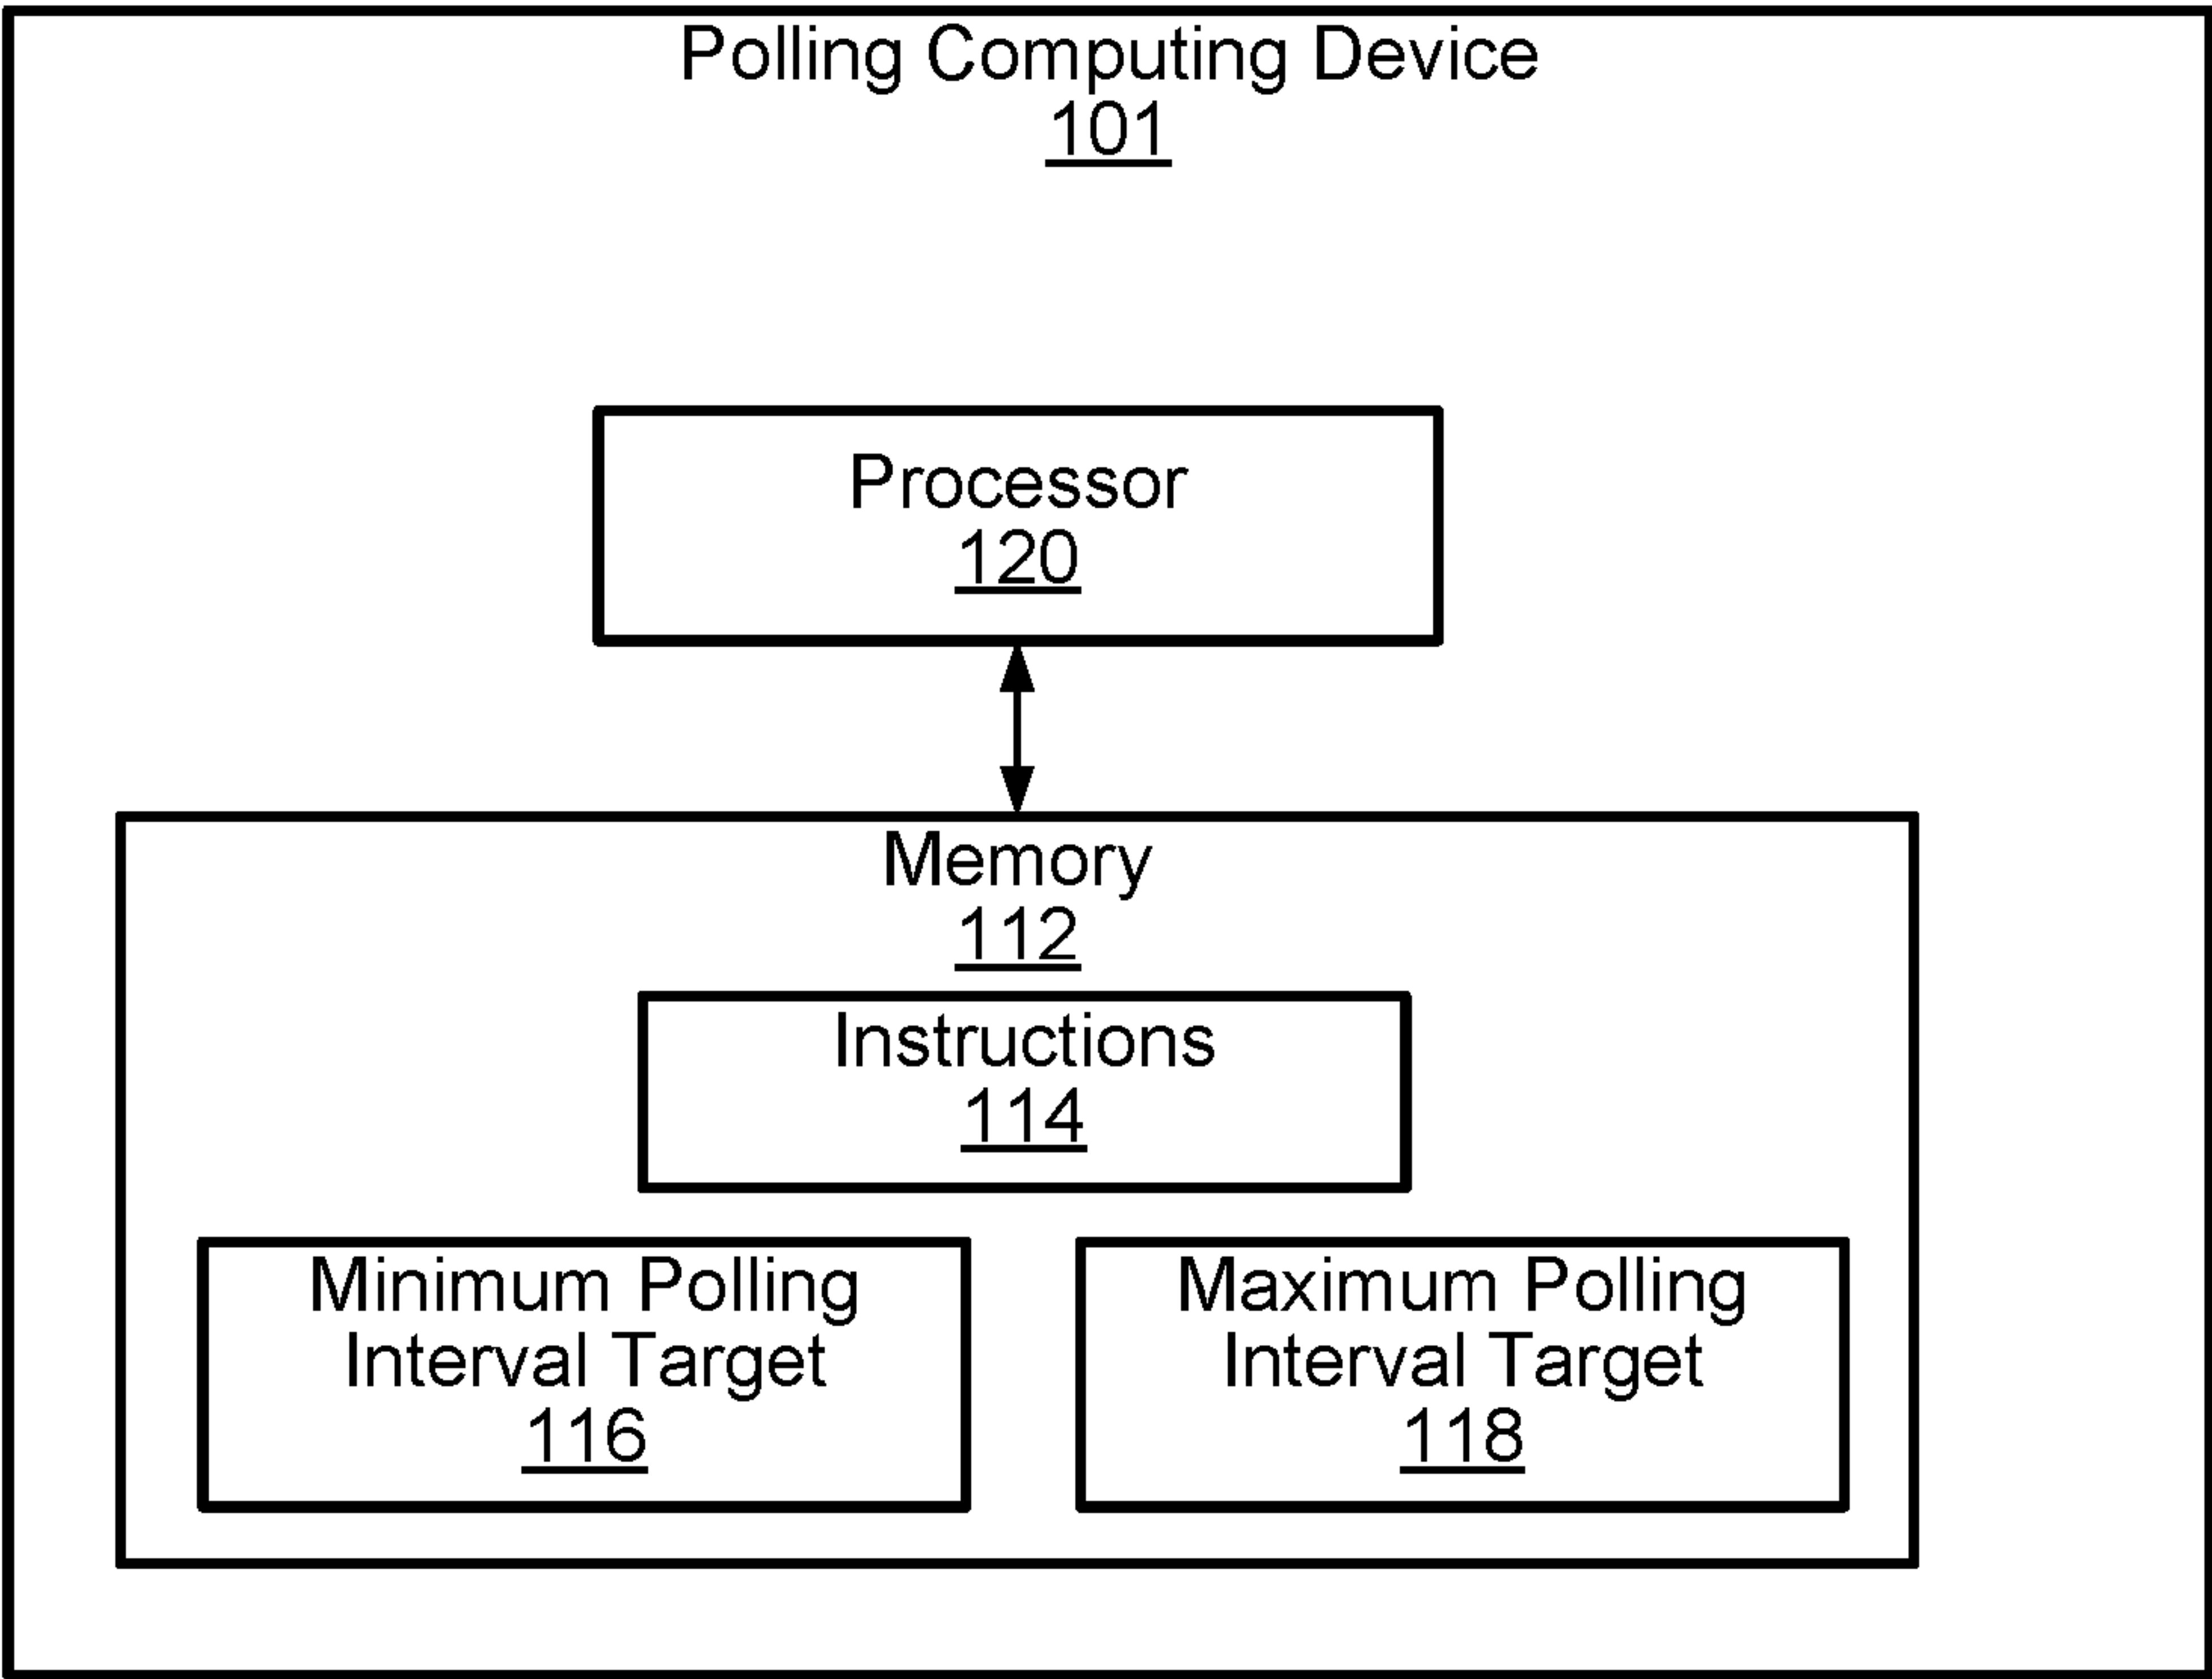 Polling Computing Device
101
Processor
120
Memory
112
Instructions
114
Minimum Polling
Interval Target
116
Maximum Polling
Interval Target
118